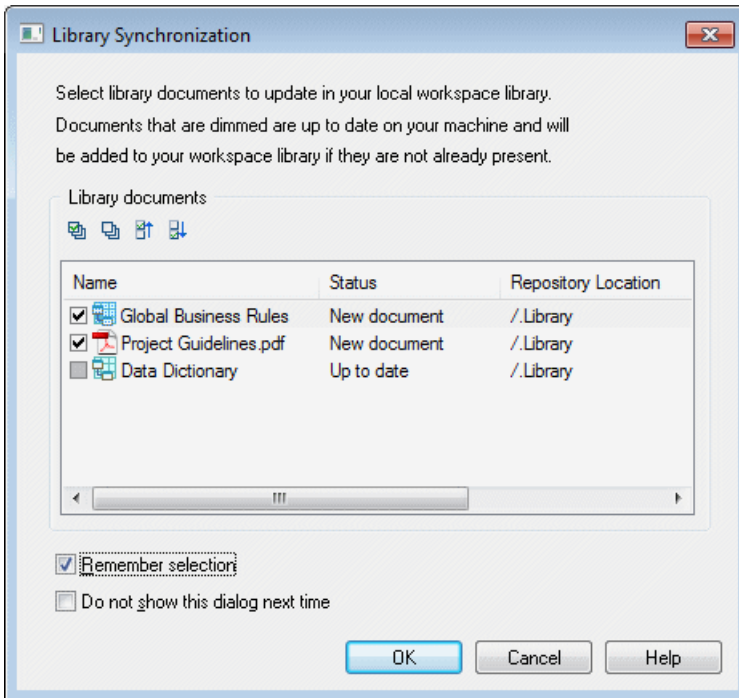 Library Synchronization
Select library documents to update in your local workspace library.
Documents that are dimmed are up to date on your machine and will
be added to your workspace library if they are not already present.
Library documents
Name Status Repository Location
Global Business Rules New document /.Library
Project Guidelines.pdf New document /.Library
Data Dictionary Up to date /.Library
Remember selection
Do not show this dialog next time
OK Cancel Help